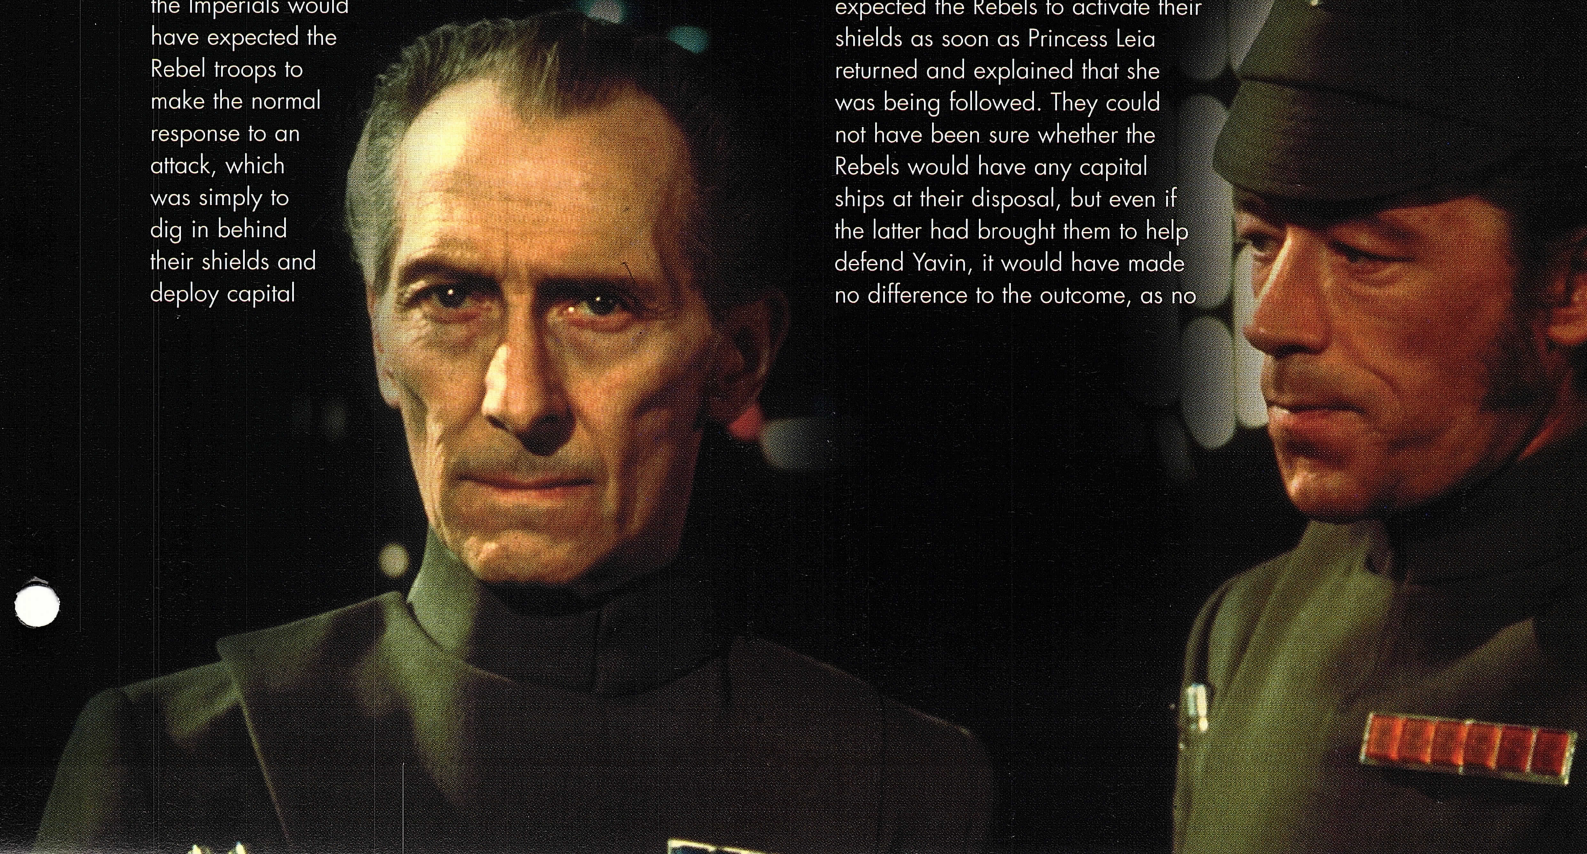 the Imperials would
have expected the
Rebel troops to
make the normal
response to an
attack, which
was simply to
dig in behind
their shields and
deploy capital
expected the Rebels to activate their
shields as soon as Princess Leia
returned and explained that she
was being followed. They could
not have been sure whether the
Rebels would have any capital
ships at their disposal, but even if
the latter had brought them to help
defend Yavin, it would have made
no difference to the outcome, as no